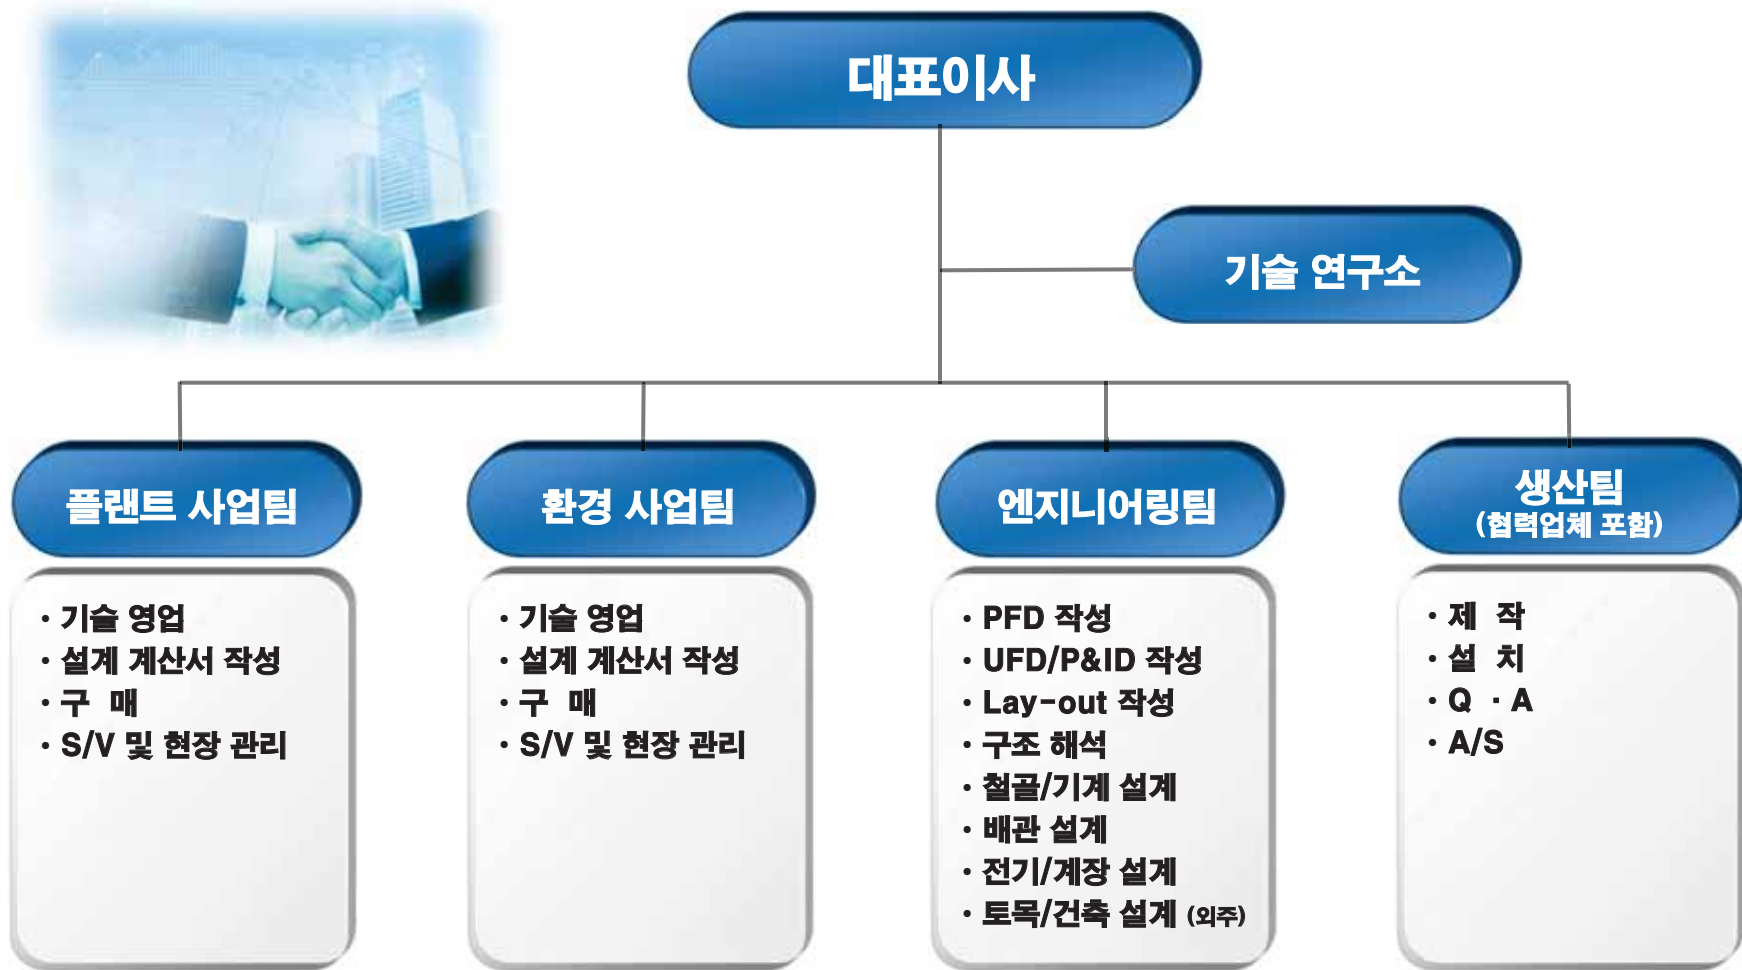 대표이사
기술 연구소
플랜트 사업팀
· 기술 영업
· 설계 계산서 작성
· 구 매
· S/V 및 현장 관리
환경 사업팀
· 기술 영업
· 설계 계산서 작성
· 구 매
· S/V 및 현장 관리
엔지니어링팀
· PFD 작성
· UFD/P&ID 작성
· Lay-out 작성
· 구조 해석
· 철골/기계 설계
· 배관 설계
· 전기/계장 설계
· 토목/건축 설계 (외주)
생산팀
(협력업체 포함)
· 제 작
· 설 치
· Q · A
· A/S